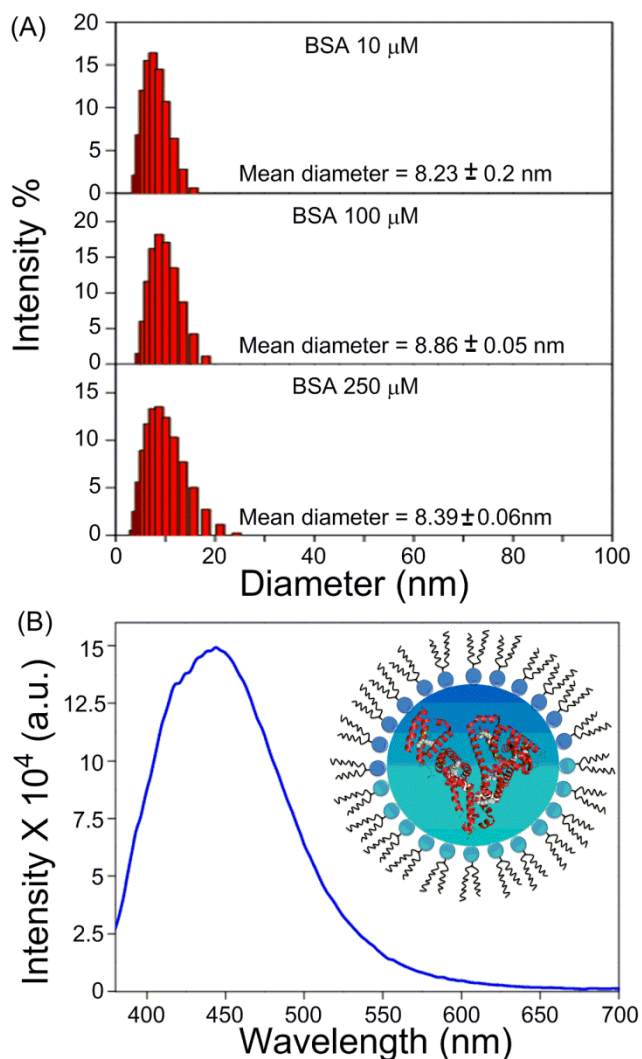 (A)
BSA 10 μM
Mean diameter = 8.23 ± 0.2 nm
20
15
10
5
0
BSA 100 μM
Mean diameter = 8.86 ± 0.05 nm
20
15
10
5
0
BSA 250 μM
Mean diameter = 8.39±0.06nm
15
10
5
0
Intensity %
0 20 40 60 80 100
Diameter (nm)
(B)
15
12.5
10
7.5
5
2.5
0
Intensity X 10⁴ (a.u.)
400 450 500 550 600 650 700
Wavelength (nm)